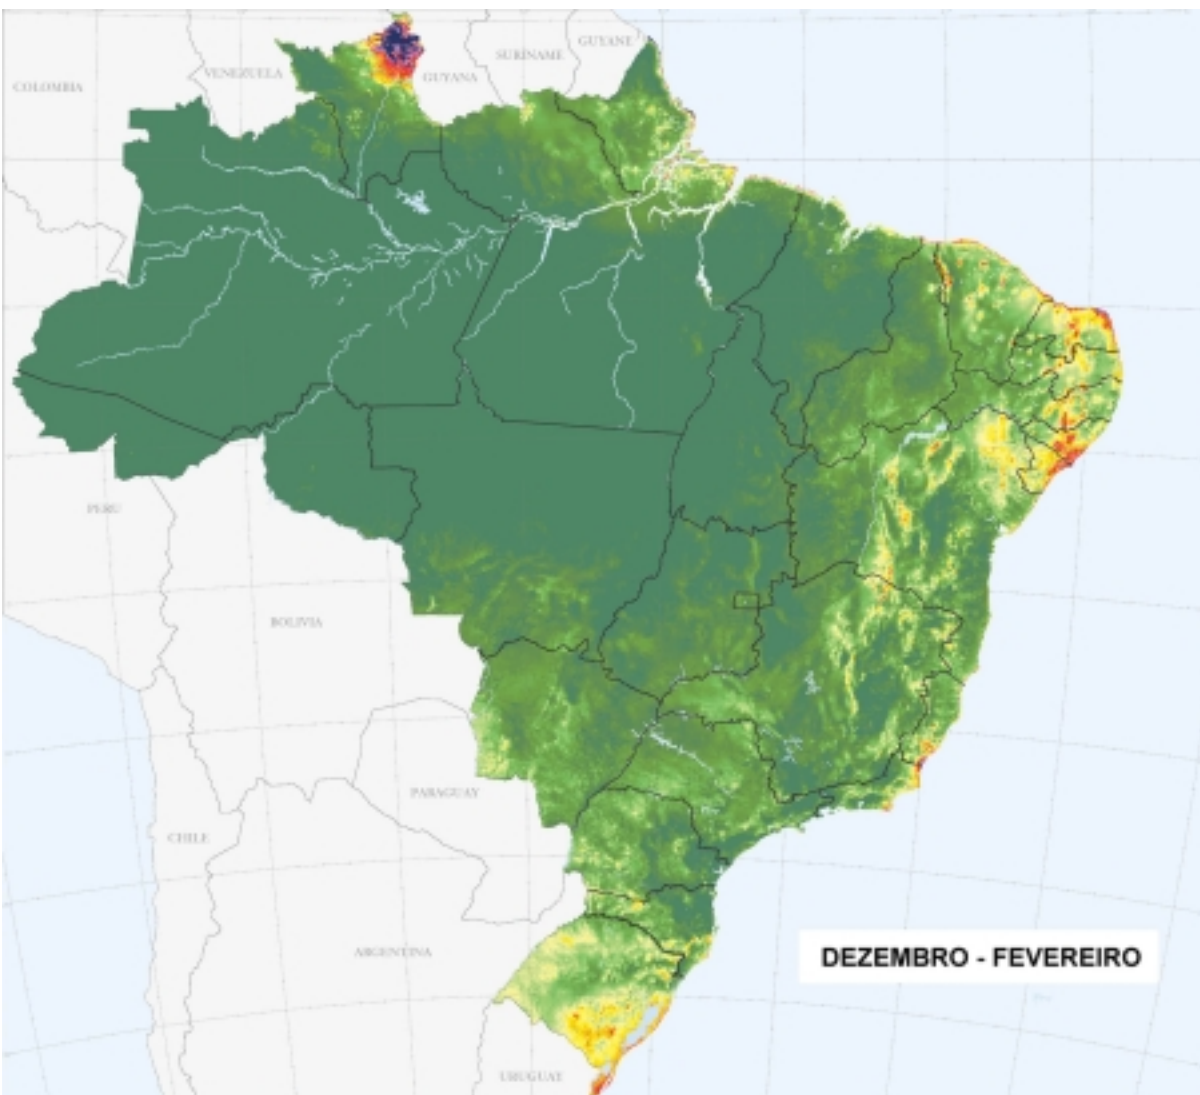 GUYANE
SURINAME
VENEZUELA
GUYANA
COLOMBIA
PERU
BOLIVIA
PARAGUAY
CHILE
ARGENTINA
DEZEMBRO - FEVEREIRO
URUGUAY